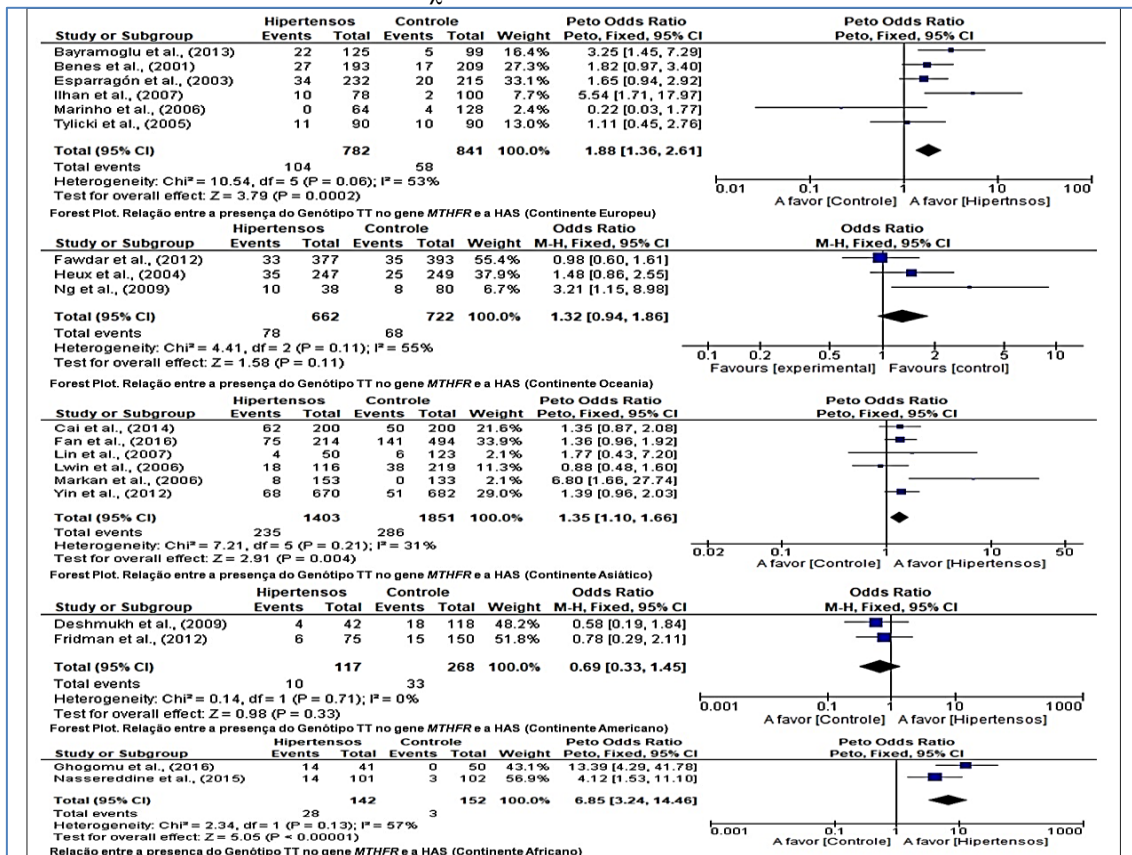 Hipertensos Controle Peto Odds Ratio Peto Odds Ratio
Study or Subgroup Events Total Events Total Weight Peto, Fixed, 95% CI Peto, Fixed, 95% CI
Bayramoglu et al., (2013) 22 125 5 99 16.4% 3.25 [1.45, 7.29]
Benes et al., (2001) 27 193 17 209 27.3% 1.82 [0.97, 3.40]
Esparragón et al., (2003) 34 232 20 215 33.1% 1.65 [0.94, 2.92]
Ilhan et al., (2007) 10 78 2 100 7.7% 5.54 [1.71, 17.97]
Marinho et al., (2006) 0 64 4 128 2.4% 0.22 [0.03, 1.77]
Tylicki et al., (2005) 11 90 10 90 13.0% 1.11 [0.45, 2.76]
Total (95% CI) 782 841 100.0% 1.88 [1.36, 2.61]
Total events 104 58
Heterogeneity: Chi² = 10.54, df = 5 (P = 0.06); I² = 53%
Test for overall effect: Z = 3.79 (P = 0.0002)
0.01 0.1 1 10 100
A favor [Controle] A favor [Hipertnsos]
Forest Plot. Relação entre a presença do Genótipo TT no gene MTHFR e a HAS (Continente Europeu)
Hipertensos Controle Odds Ratio Odds Ratio
Study or Subgroup Events Total Events Total Weight M-H, Fixed, 95% CI M-H, Fixed, 95% CI
Fawdar et al., (2012) 33 377 35 393 55.4% 0.98 [0.60, 1.61]
Heux et al., (2004) 35 247 25 249 37.9% 1.48 [0.86, 2.55]
Ng et al., (2009) 10 38 8 80 6.7% 3.21 [1.15, 8.98]
Total (95% CI) 662 722 100.0% 1.32 [0.94, 1.86]
Total events 78 68
Heterogeneity: Chi² = 4.41, df = 2 (P = 0.11); I² = 55%
Test for overall effect: Z = 1.58 (P = 0.11)
0.1 0.2 0.5 1 2 5 10
Favours [experimental] Favours [control]
Forest Plot. Relação entre a presença do Genótipo TT no gene MTHFR e a HAS (Continente Oceania)
Hipertensos Controle Peto Odds Ratio Peto Odds Ratio
Study or Subgroup Events Total Events Total Weight Peto, Fixed, 95% CI Peto, Fixed, 95% CI
Cai et al., (2014) 62 200 50 200 21.6% 1.35 [0.87, 2.08]
Fan et al., (2016) 75 214 141 494 33.9% 1.36 [0.96, 1.92]
Lin et al., (2007) 4 50 6 123 2.1% 1.77 [0.43, 7.20]
Lwin et al., (2006) 18 116 38 219 11.3% 0.88 [0.48, 1.60]
Markan et al., (2006) 8 153 0 133 2.1% 6.80 [1.66, 27.74]
Yin et al., (2012) 68 670 51 682 29.0% 1.39 [0.96, 2.03]
Total (95% CI) 1403 1851 100.0% 1.35 [1.10, 1.66]
Total events 235 286
Heterogeneity: Chi² = 7.21, df = 5 (P = 0.21); I² = 31%
Test for overall effect: Z = 2.91 (P = 0.004)
0.02 0.1 1 10 50
A favor [Controle] A favor [Hipertensos]
Forest Plot. Relação entre a presença do Genótipo TT no gene MTHFR e a HAS (Continente Asiático)
Hipertensos Controle Odds Ratio Odds Ratio
Study or Subgroup Events Total Events Total Weight M-H, Fixed, 95% CI M-H, Fixed, 95% CI
Deshmukh et al., (2009) 4 42 18 118 48.2% 0.58 [0.19, 1.84]
Fridman et al., (2012) 6 75 15 150 51.8% 0.78 [0.29, 2.11]
Total (95% CI) 117 268 100.0% 0.69 [0.33, 1.45]
Total events 10 33
Heterogeneity: Chi² = 0.14, df = 1 (P = 0.71); I² = 0%
Test for overall effect: Z = 0.98 (P = 0.33)
0.001 0.1 1 10 1000
A favor [Controle] A favor [Hipertensos]
Forest Plot. Relação entre a presença do Genótipo TT no gene MTHFR e a HAS (Continente Americano)
Hipertensos Controle Peto Odds Ratio Peto Odds Ratio
Study or Subgroup Events Total Events Total Weight Peto, Fixed, 95% CI Peto, Fixed, 95% CI
Ghogomu et al., (2016) 14 41 0 50 43.1% 13.39 [4.29, 41.78]
Nassereddine et al., (2015) 14 101 3 102 56.9% 4.12 [1.53, 11.10]
Total (95% CI) 142 152 100.0% 6.85 [3.24, 14.46]
Total events 28 3
Heterogeneity: Chi² = 2.34, df = 1 (P = 0.13); I² = 57%
Test for overall effect: Z = 5.05 (P < 0.00001)
0.001 0.1 1 10 1000
A favor [Controle] A favor [Hipertensos]
Relação entre a presença do Genótipo TT no gene MTHFR e a HAS (Continente Africano)